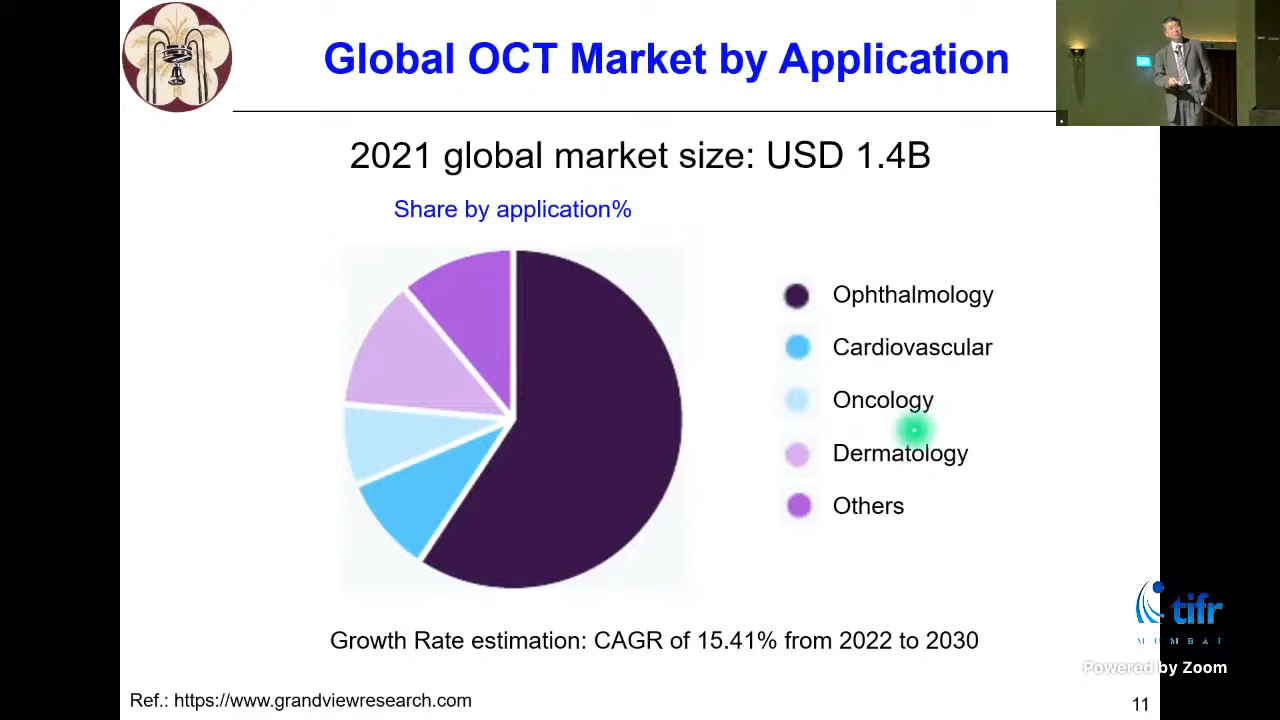 Global OCT Market by Application
2021 global market size: USD 1.4B
Share by application%
Ophthalmology
Cardiovascular
Oncology
Dermatology
Others
Growth Rate estimation: CAGR of 15.41% from 2022 to 2030
tifr
MUMBAI
Powered by Zoom
Ref.: https://www.grandviewresearch.com
11